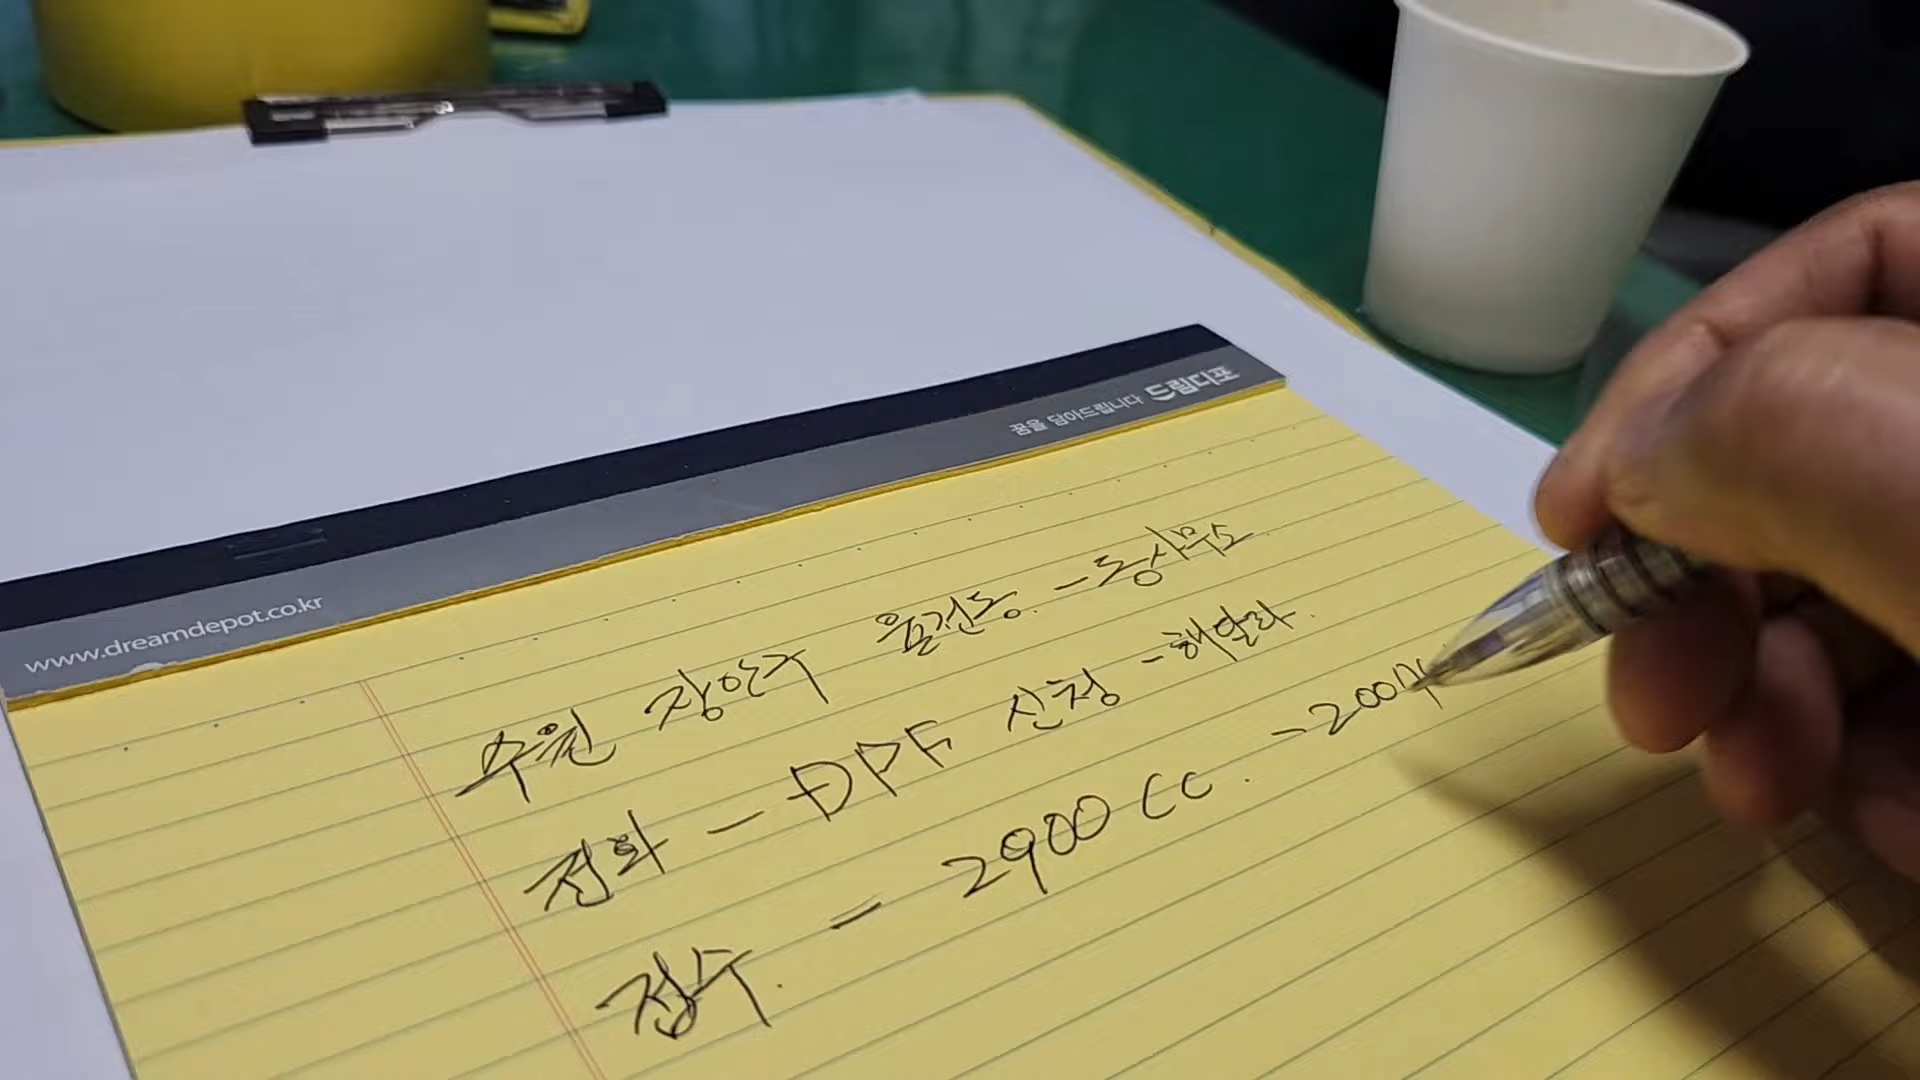 꿈을 담아드립니다 드림디포
www.dreamdepot.co.kr
수원 장안구 율전동 - 동사무소
전화 - DPF 신청 - 해달라.
접수. - 2900 CC. - 200